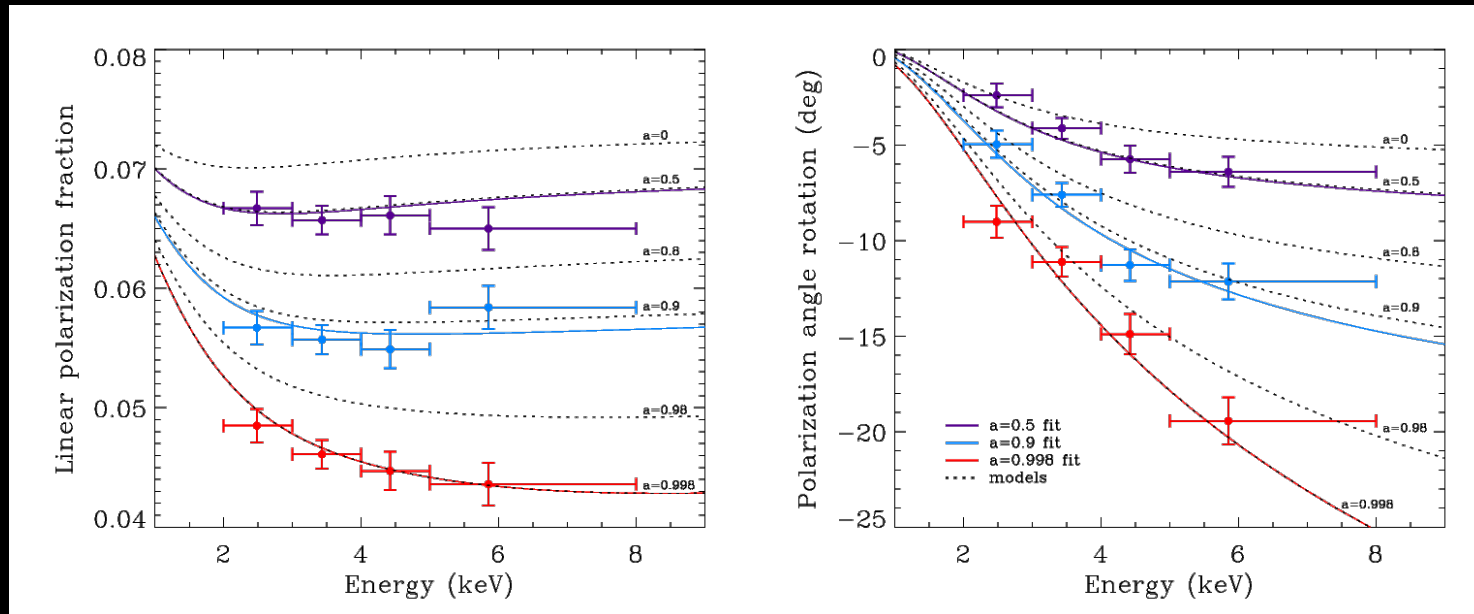 Linear polarization fraction
0.08
0.07
0.06
0.05
0.04
a=0
a=0.5
a=0.8
a=0.9
a=0.98
a=0.998
2
4
6
8
Energy (keV)
Polarization angle rotation (deg)
0
-5
-10
-15
-20
-25
a=0
a=0.5
a=0.8
a=0.9
a=0.98
a=0.998
a=0.5 fit
a=0.9 fit
a=0.998 fit
models
2
4
6
8
Energy (keV)